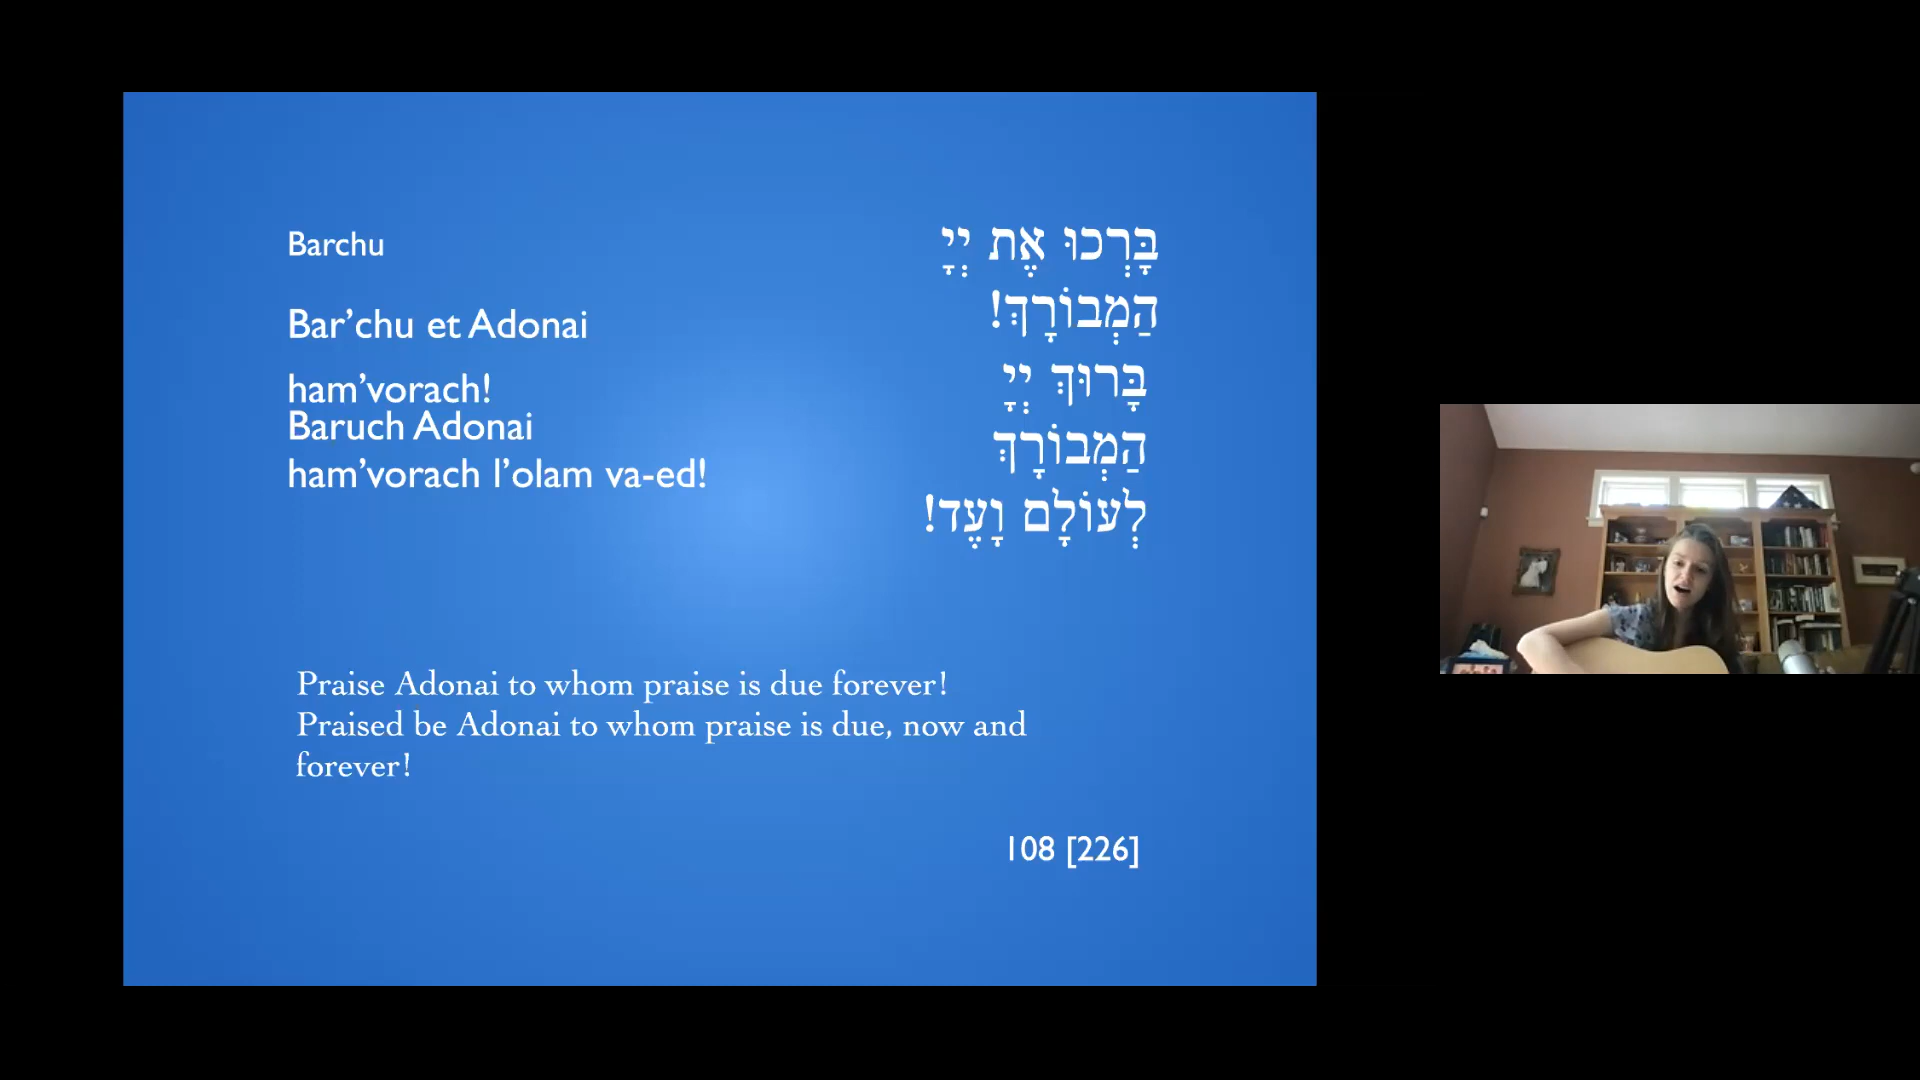 Barchu
Bar’chu et Adonai
ham’vorach!
Baruch Adonai
ham’vorach l’olam va-ed!
בָּרְכוּ אֶת יְיָ
הַמְבוֹרָךְ!
בָּרוּךְ יְיָ
הַמְבוֹרָךְ
לְעוֹלָם וָעֶד!
Praise Adonai to whom praise is due forever!
Praised be Adonai to whom praise is due, now and
forever!
108 [226]